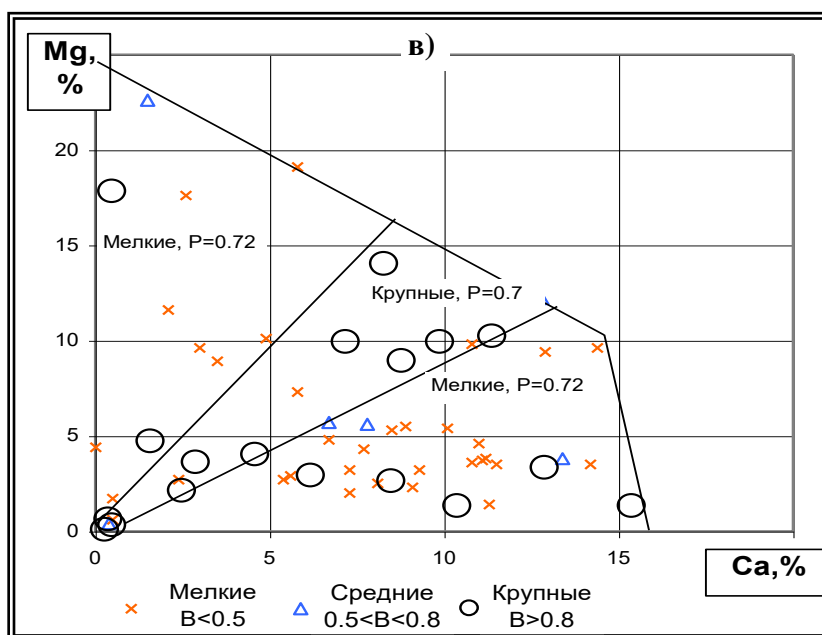 в)
Mg,
%
20
15
10
5
0
Мелкие, P=0.72
Крупные, P=0.7
Мелкие, P=0.72
0
5
10
15
Ca,%
Мелкие
B<0.5
Средние
0.5<B<0.8
Крупные
B>0.8